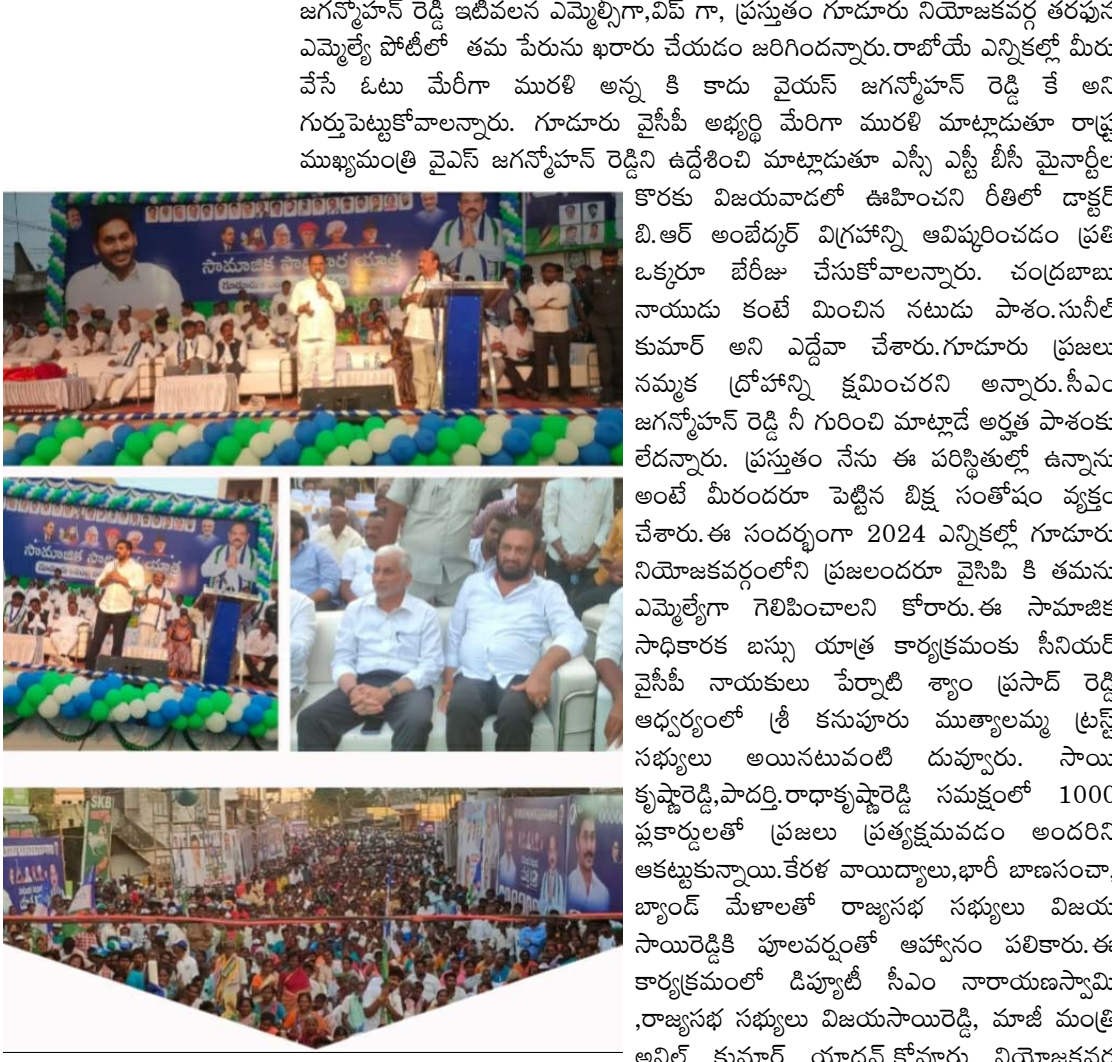 జగన్మోహన్ రెడ్డి ఇటీవలన ఎమ్మెల్సీగా,విప్ గా, ప్రస్తుతం గూడూరు నియోజకవర్గ తరఫున
ఎమ్మెల్యే పోటీలో తమ పేరును ఖరారు చేయడం జరిగిందన్నారు.రాబోయే ఎన్నికల్లో మీరు
వేసే ఓటు మేరీగా మురళి అన్న కి కాదు వైయస్ జగన్మోహన్ రెడ్డి కే అని
గుర్తుపెట్టుకోవాలన్నారు. గూడూరు వైసీపీ అభ్యర్థి మేరిగా మురళి మాట్లాడుతూ రాష్ట్ర
ముఖ్యమంత్రి వైఎస్ జగన్మోహన్ రెడ్డిని ఉద్దేశించి మాట్లాడుతూ ఎస్సీ ఎస్టీ బీసీ మైనార్టీల
కొరకు విజయవాడలో ఊహించని రీతిలో డాక్టర్
బి.ఆర్ అంబేద్కర్ విగ్రహాన్ని ఆవిష్కరించడం ప్రతి
ఒక్కరూ బేరీజు చేసుకోవాలన్నారు. చంద్రబాబు
నాయుడు కంటే మించిన నటుడు పాశం.సునీల్
కుమార్ అని ఎద్దేవా చేశారు.గూడూరు ప్రజలు
నమ్మక ద్రోహాన్ని క్షమించరని అన్నారు.సీఎం
జగన్మోహన్ రెడ్డి నీ గురించి మాట్లాడే అర్హత పాశంకు
లేదన్నారు. ప్రస్తుతం నేను ఈ పరిస్థితుల్లో ఉన్నాను
అంటే మీరందరూ పెట్టిన బిక్ష సంతోషం వ్యక్తం
చేశారు.ఈ సందర్భంగా 2024 ఎన్నికల్లో గూడూరు
నియోజకవర్గంలోని ప్రజలందరూ వైసిపి కి తమను
ఎమ్మెల్యేగా గెలిపించాలని కోరారు.ఈ సామాజిక
సాధికారక బస్సు యాత్ర కార్యక్రమంకు సీనియర్
వైసీపీ నాయకులు పేర్నాటి శ్యాం ప్రసాద్ రెడ్డి
ఆధ్వర్యంలో శ్రీ కనుపూరు ముత్యాలమ్మ ట్రస్ట్
సభ్యులు అయినటువంటి దువ్వూరు. సాయి
కృష్ణారెడ్డి,పాదర్తి.రాధాకృష్ణారెడ్డి సమక్షంలో 1000
ప్లకార్డులతో ప్రజలు ప్రత్యక్షమవడం అందరిని
ఆకట్టుకున్నాయి.కేరళ వాయిద్యాలు,భారీ బాణసంచా,
బ్యాండ్ మేళాలతో రాజ్యసభ సభ్యులు విజయ
సాయిరెడ్డికి పూలవర్షంతో ఆహ్వానం పలికారు.ఈ
కార్యక్రమంలో డిప్యూటీ సీఎం నారాయణస్వామి
,రాజ్యసభ సభ్యులు విజయసాయిరెడ్డి, మాజీ మంత్రి
అనిల్ కుమార్ యాదవ్,కోవూరు నియోజకవర్గ
సామాజిక సాధికార యాత్ర
సామాజిక సాధికార యాత్ర
SKB